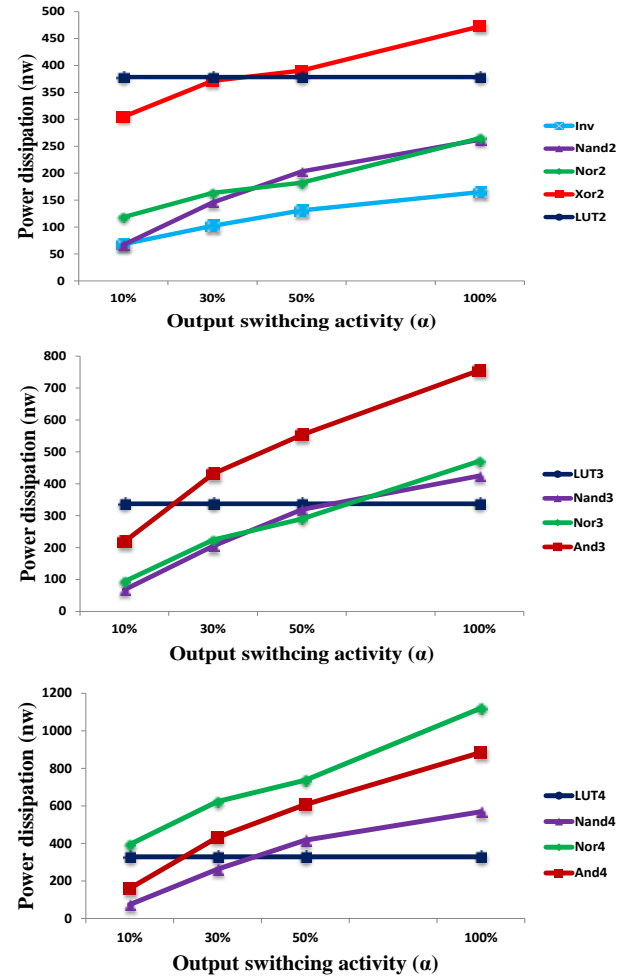 500
450
400
350
300
250
200
150
100
50
0
Power dissipation (nw)
10% 30% 50% 100%
Output swithcing activity (α)
Inv
Nand2
Nor2
Xor2
LUT2
800
700
600
500
400
300
200
100
0
Power dissipation (nw)
10% 30% 50% 100%
Output swithcing activity (α)
LUT3
Nand3
Nor3
And3
1200
1000
800
600
400
200
0
Power dissipation (nw)
10% 30% 50% 100%
Output swithcing activity (α)
LUT4
Nand4
Nor4
And4